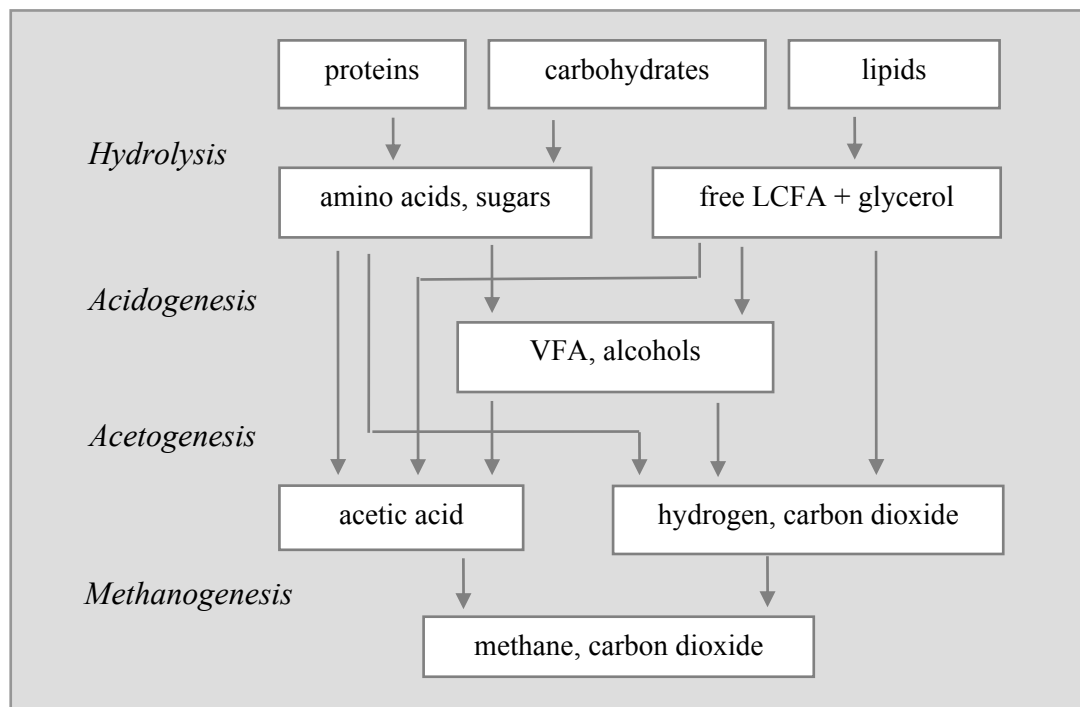 proteins
carbohydrates
lipids
Hydrolysis
amino acids, sugars
free LCFA + glycerol
Acidogenesis
VFA, alcohols
Acetogenesis
acetic acid
hydrogen, carbon dioxide
Methanogenesis
methane, carbon dioxide